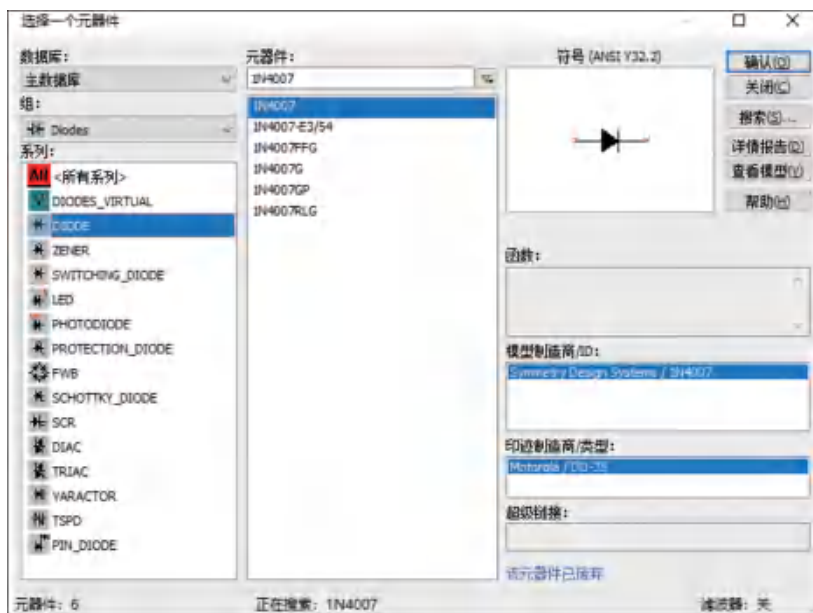 选择一个元器件
数据库：
主数据库
组：
Diodes
系列：
All <所有系列>
DIODES_VIRTUAL
DIODE
ZENER
SWITCHING_DIODE
LED
PHOTODIODE
PROTECTION_DIODE
FWB
SCHOTTKY_DIODE
SCR
DIAC
TRIAC
VARACTOR
TSPD
PIN_DIODE
元器件：
1N4007
1N4007
1N4007-E3/54
1N4007FFG
1N4007G
1N4007GP
1N4007RLG
符号 (ANSI Y32.2)
函数：
模型制造商/ID：
Symmetry Design Systems / 1N4007
印迹制造商/类型：
Motorola / DO-35
超级链接：
该元器件已废弃
确认(O)
关闭(C)
搜索(S)...
详情报告(D)
查看模型(V)
帮助(H)
元器件：6
正在搜索：1N4007
滤波器：关